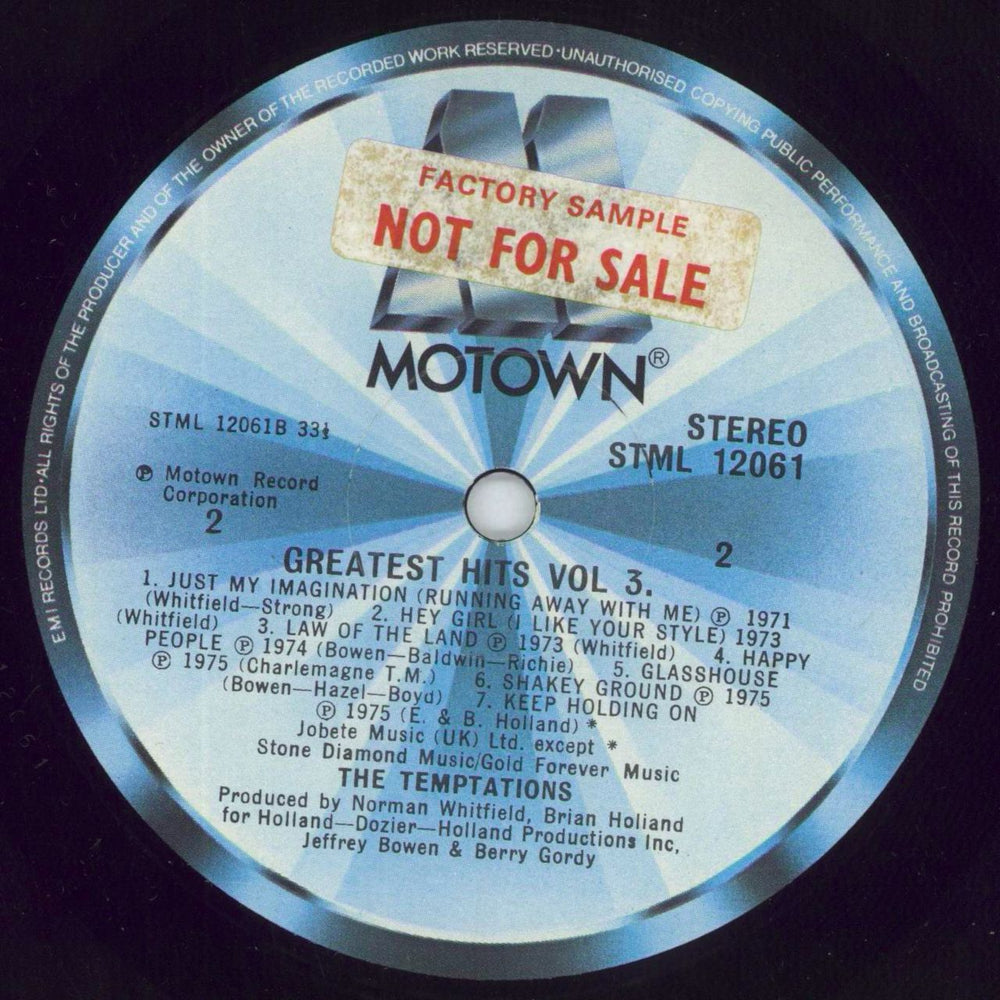 EMI RECORDS LTD·ALL RIGHTS OF THE PRODUCER AND OF THE OWNER OF THE RECORDED WORK RESERVED·UNAUTHORISED COPYING PUBLIC PERFORMANCE AND BROADCASTING OF THIS RECORD PROHIBITED
FACTORY SAMPLE
NOT FOR SALE
MOTOWN®
STML 12061B 33⅓
STEREO
STML 12061
℗ Motown Record
Corporation
2
2
GREATEST HITS VOL 3.
1. JUST MY IMAGINATION (RUNNING AWAY WITH ME) ℗ 1971
(Whitfield—Strong) 2. HEY GIRL (I LIKE YOUR STYLE) 1973
(Whitfield) 3. LAW OF THE LAND ℗ 1973 (Whitfield) 4. HAPPY
PEOPLE ℗ 1974 (Bowen—Baldwin—Richie) 5. GLASSHOUSE
℗ 1975 (Charlemagne T.M.) 6. SHAKEY GROUND ℗ 1975
(Bowen—Hazel—Boyd) 7. KEEP HOLDING ON
℗ 1975 (E. & B. Holland) *
Jobete Music (UK) Ltd. except *
Stone Diamond Music/Gold Forever Music
THE TEMPTATIONS
Produced by Norman Whitfield, Brian Holland
for Holland—Dozier—Holland Productions Inc,
Jeffrey Bowen & Berry Gordy